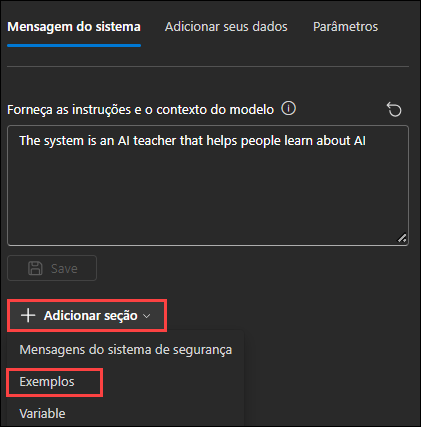 Mensagem do sistema Adicionar seus dados Parâmetros
Forneça as instruções e o contexto do modelo
The system is an AI teacher that helps people learn about AI
Save
Adicionar seção
Mensagens do sistema de segurança
Exemplos
Variable